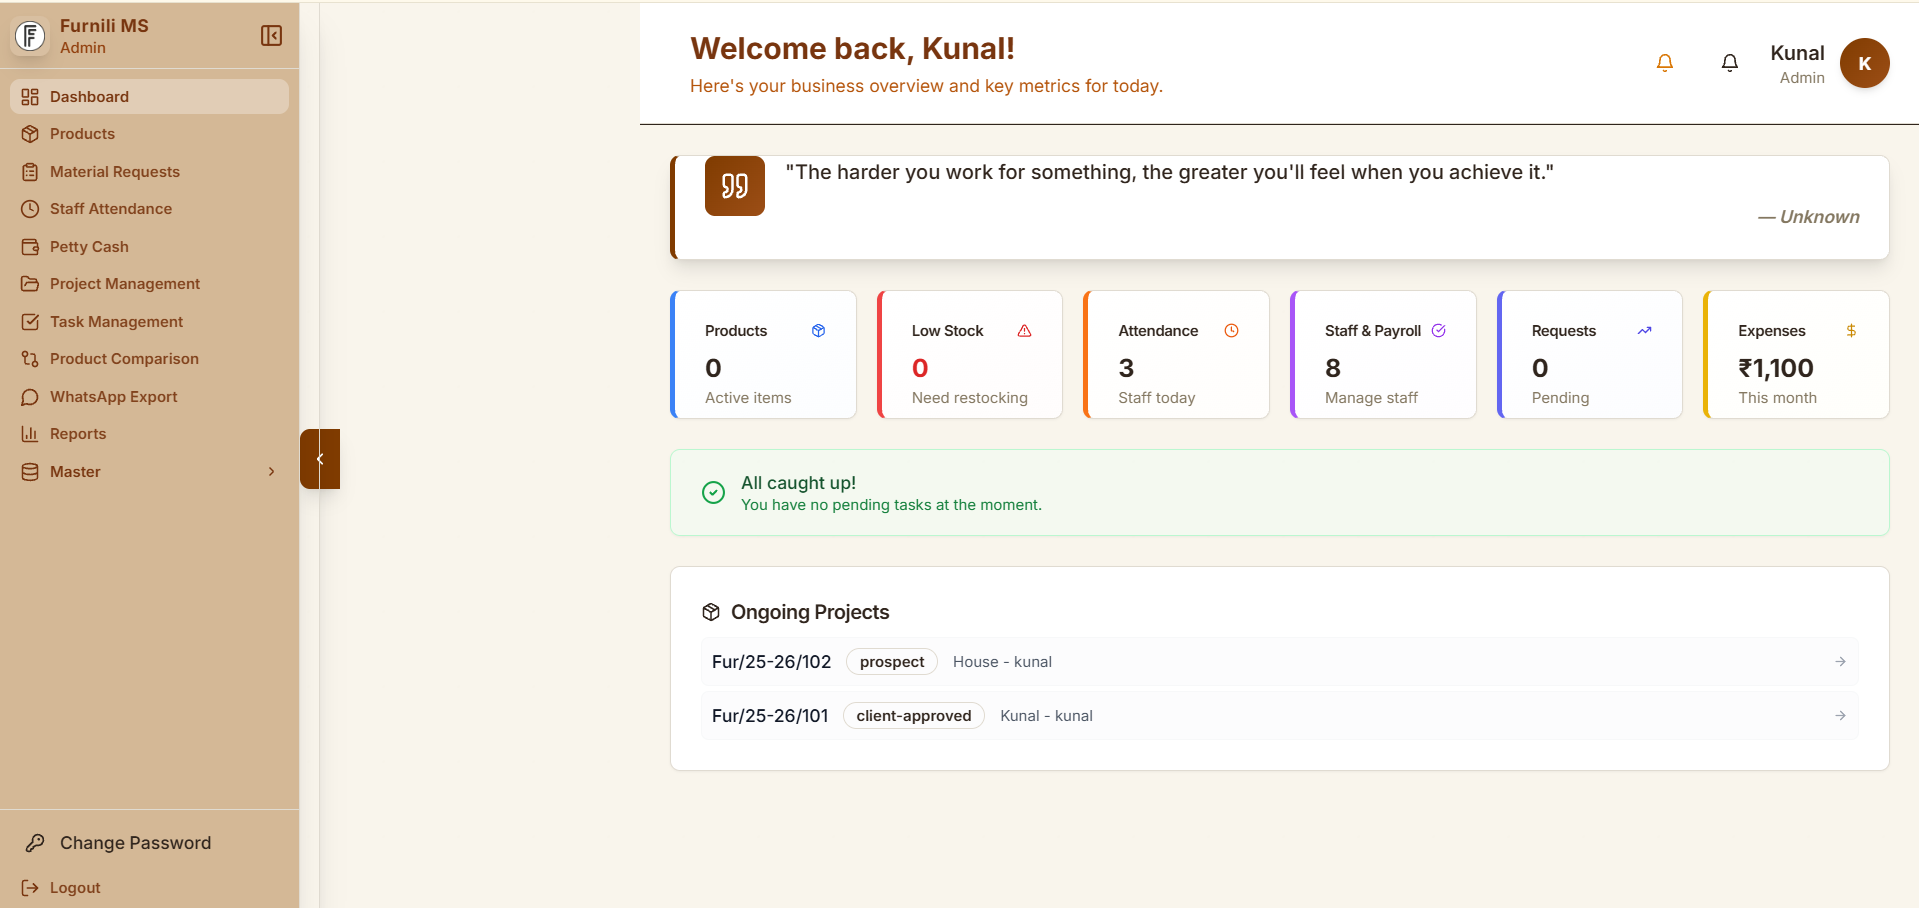 Furnili MS
Admin
Dashboard
Products
Material Requests
Staff Attendance
Petty Cash
Project Management
Task Management
Product Comparison
WhatsApp Export
Reports
Master
Change Password
Logout
Welcome back, Kunal!
Here's your business overview and key metrics for today.
Kunal
Admin
K
"The harder you work for something, the greater you'll feel when you achieve it."
— Unknown
Products
0
Active items
Low Stock
0
Need restocking
Attendance
3
Staff today
Staff & Payroll
8
Manage staff
Requests
0
Pending
Expenses
₹1,100
This month
All caught up!
You have no pending tasks at the moment.
Ongoing Projects
Fur/25-26/102 prospect House - kunal
Fur/25-26/101 client-approved Kunal - kunal